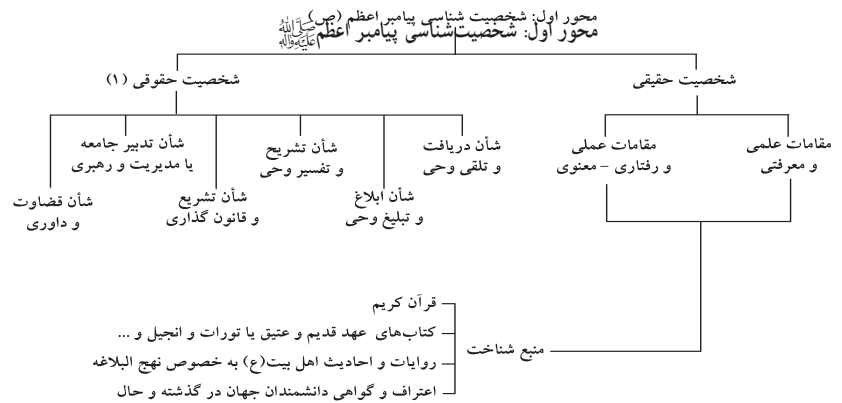 محور اول: شخصیت شناسی پیامبر اعظم (ص)
محور اول: شخصیت‌شناسی پیامبر اعظم ﷺ
شخصیت حقیقی
شخصیت حقوقی (۱)
مقامات علمی
و معرفتی
مقامات عملی
و رفتاری – معنوی
شأن دریافت
و تلقی وحی
شأن ابلاغ
و تبلیغ وحی
شأن تشریح
و تفسیر وحی
شأن تشریع
و قانون گذاری
شأن تدبیر جامعه
یا مدیریت و رهبری
شأن قضاوت
و داوری
منبع شناخت
قرآن کریم
کتاب‌های عهد قدیم و عتیق یا تورات و انجیل و ...
روایات و احادیث اهل بیت(ع) به خصوص نهج البلاغه
اعتراف و گواهی دانشمندان جهان در گذشته و حال